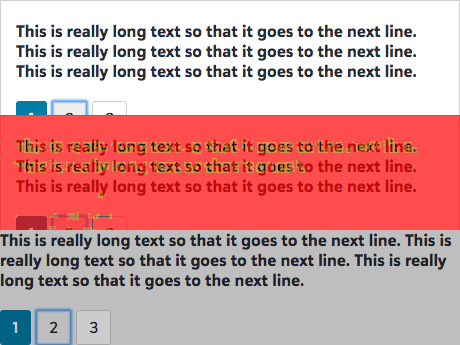 This is really long text so that it goes to the next line.
This is really long text so that it goes to the next line.
This is really long text so that it goes to the next line.
This is really long text so that it goes to the next line.
This is really long text so that it goes to the next line.
This is really long text so that it goes to the next line.
This is really long text so that it goes to the next line. This is
really long text so that it goes to the next line. This is really
long text so that it goes to the next line.
1 2 3